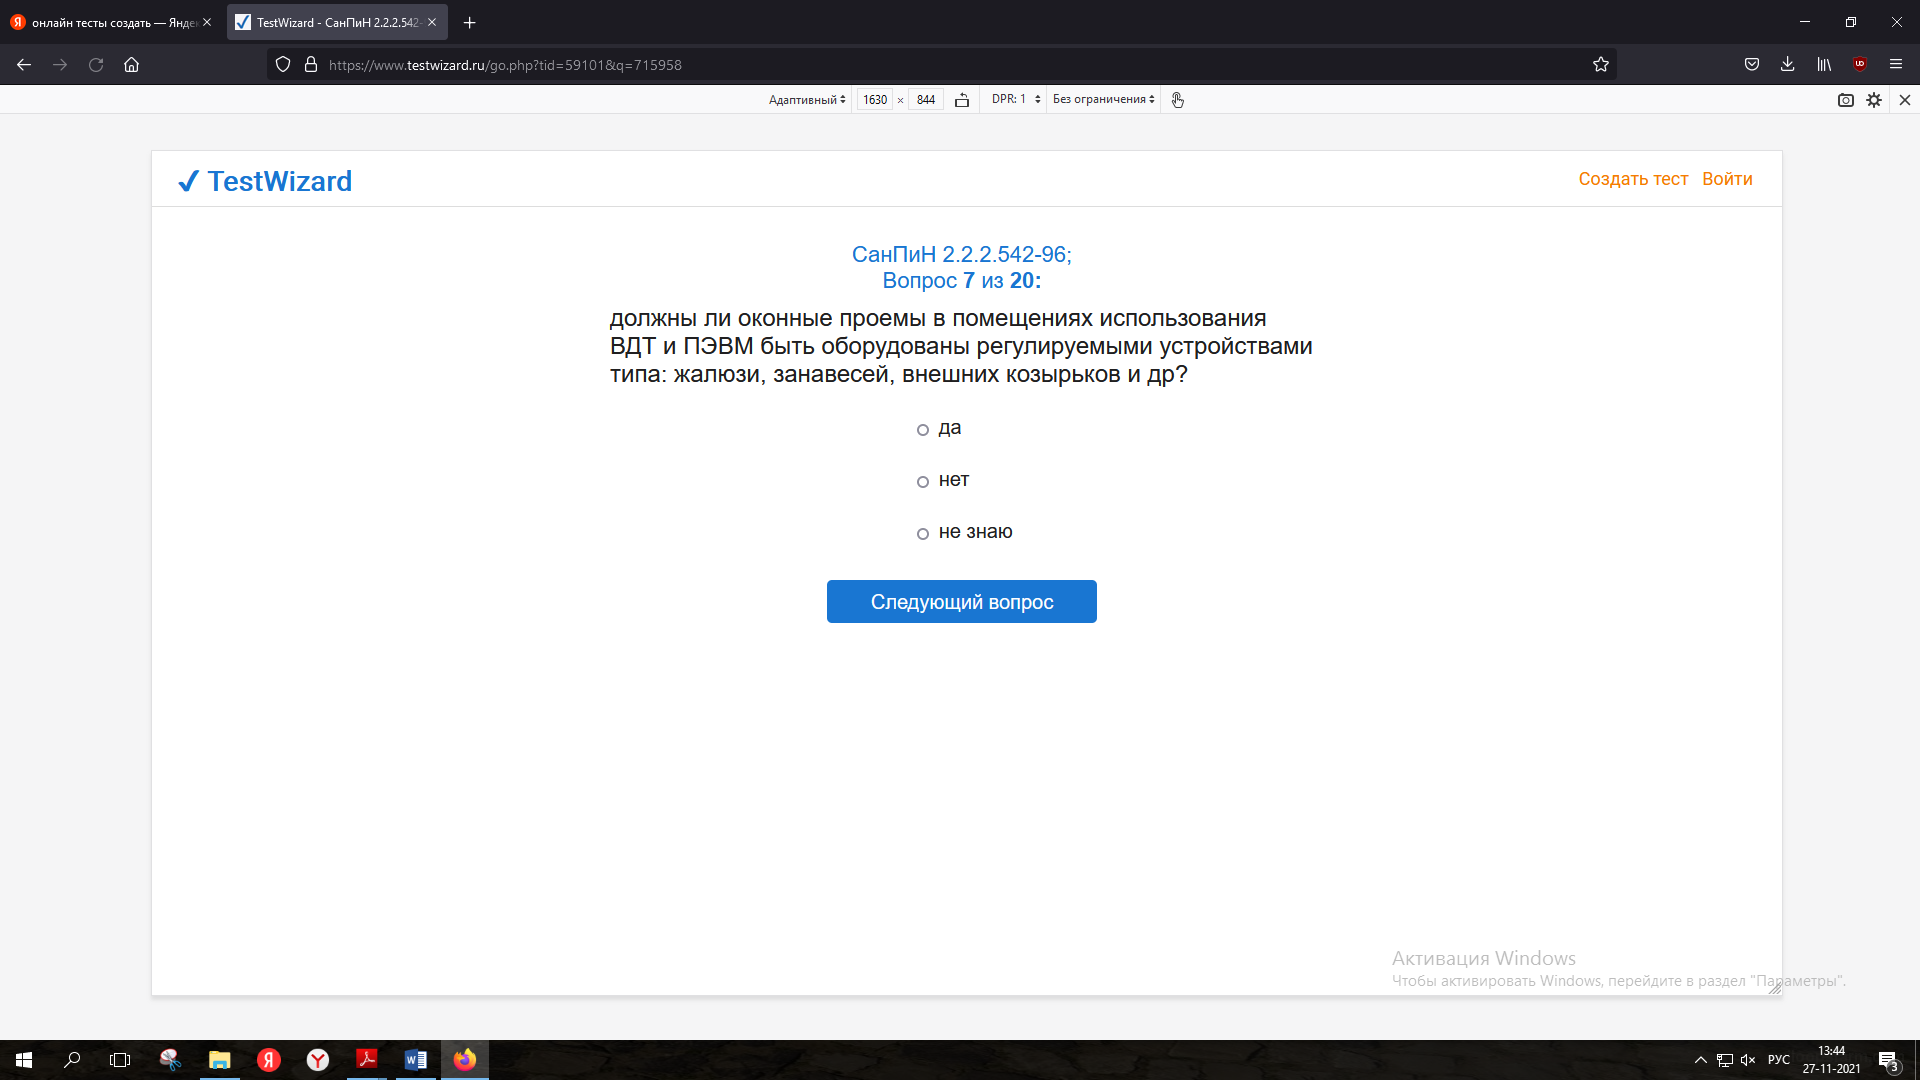 онлайн тесты создать — Яндек
TestWizard - СанПиН 2.2.2.542-
https://www.testwizard.ru/go.php?tid=59101&q=715958
Адаптивный 1630 × 844 DPR: 1 Без ограничения
TestWizard
Создать тест Войти
СанПиН 2.2.2.542-96;
Вопрос 7 из 20:
должны ли оконные проемы в помещениях использования
ВДТ и ПЭВМ быть оборудованы регулируемыми устройствами
типа: жалюзи, занавесей, внешних козырьков и др?
да
нет
не знаю
Следующий вопрос
Активация Windows
Чтобы активировать Windows, перейдите в раздел "Параметры".
РУС
13:44
27-11-2021
3